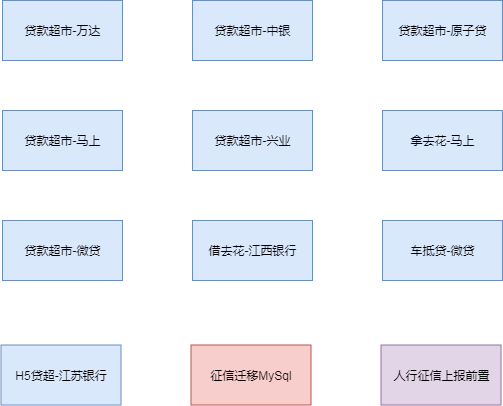 贷款超市-万达
贷款超市-中银
贷款超市-原子贷
贷款超市-马上
贷款超市-兴业
拿去花-马上
贷款超市-微贷
借去花-江西银行
车抵贷-微贷
H5贷超-江苏银行
征信迁移MySql
人行征信上报前置